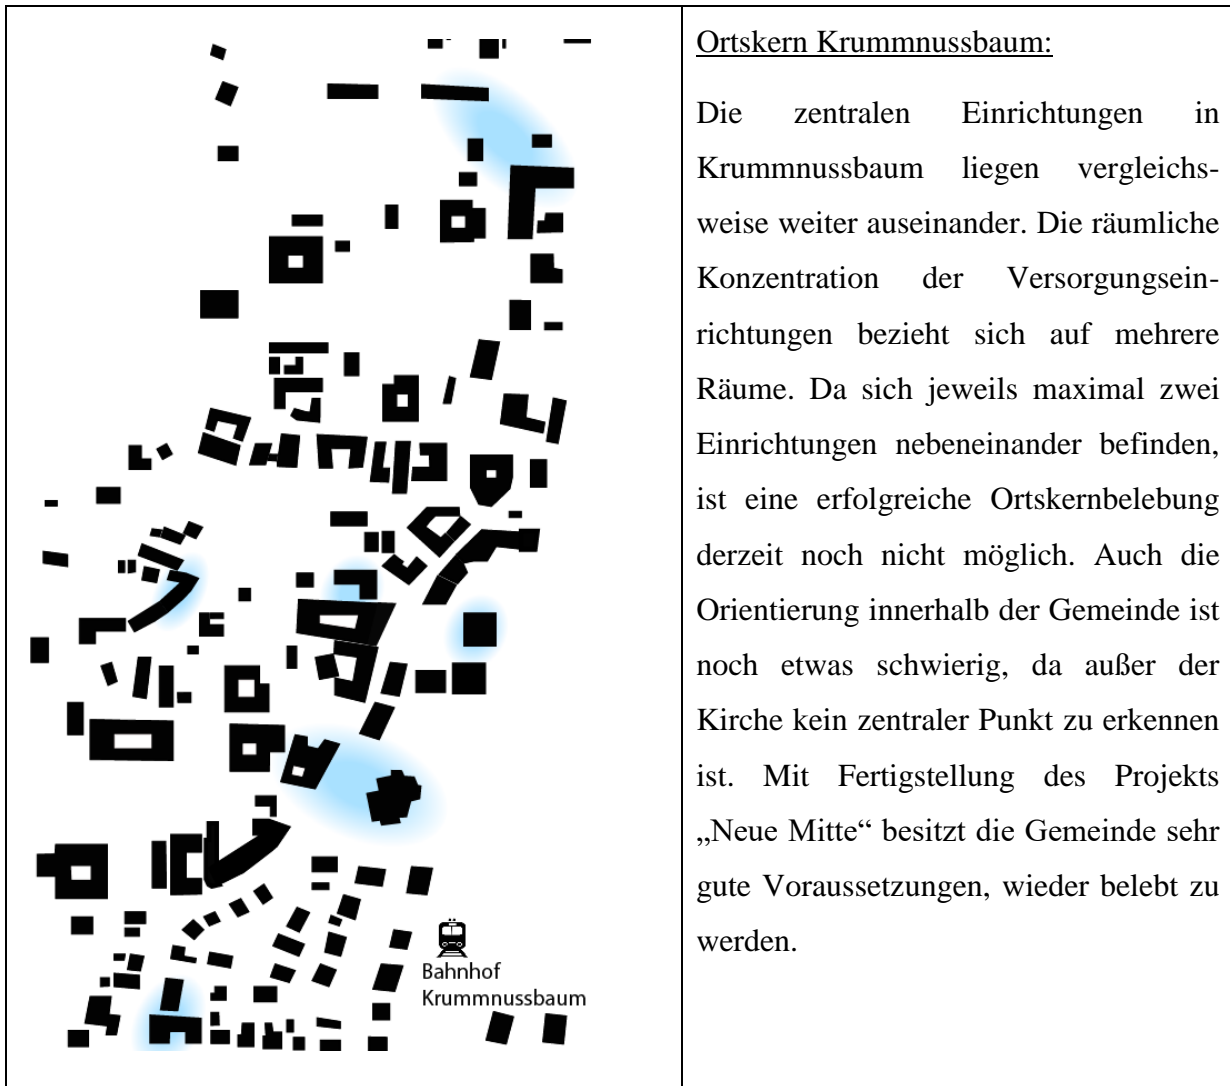 Ortskern Krummnussbaum:
Die zentralen Einrichtungen in
Krummnussbaum liegen vergleichs-
weise weiter auseinander. Die räumliche
Konzentration der Versorgungsein-
richtungen bezieht sich auf mehrere
Räume. Da sich jeweils maximal zwei
Einrichtungen nebeneinander befinden,
ist eine erfolgreiche Ortskernbelebung
derzeit noch nicht möglich. Auch die
Orientierung innerhalb der Gemeinde ist
noch etwas schwierig, da außer der
Kirche kein zentraler Punkt zu erkennen
ist. Mit Fertigstellung des Projekts
„Neue Mitte“ besitzt die Gemeinde sehr
gute Voraussetzungen, wieder belebt zu
werden.
Bahnhof
Krummnussbaum